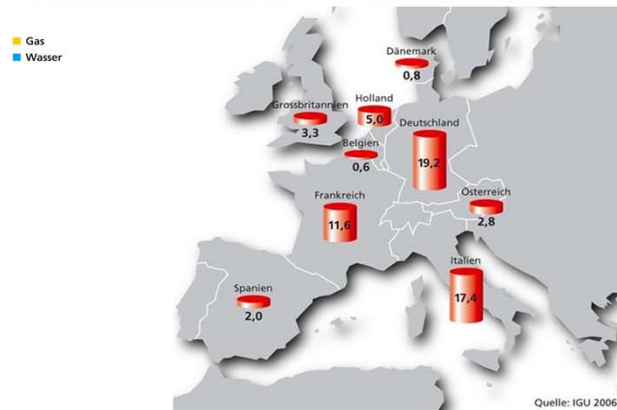 Gas
Wasser
Dänemark
0,8
Grossbritannien
3,3
Holland
5,0
Deutschland
19,2
Belgien
0,6
Frankreich
11,6
Österreich
2,8
Italien
17,4
Spanien
2,0
Quelle: IGU 2006